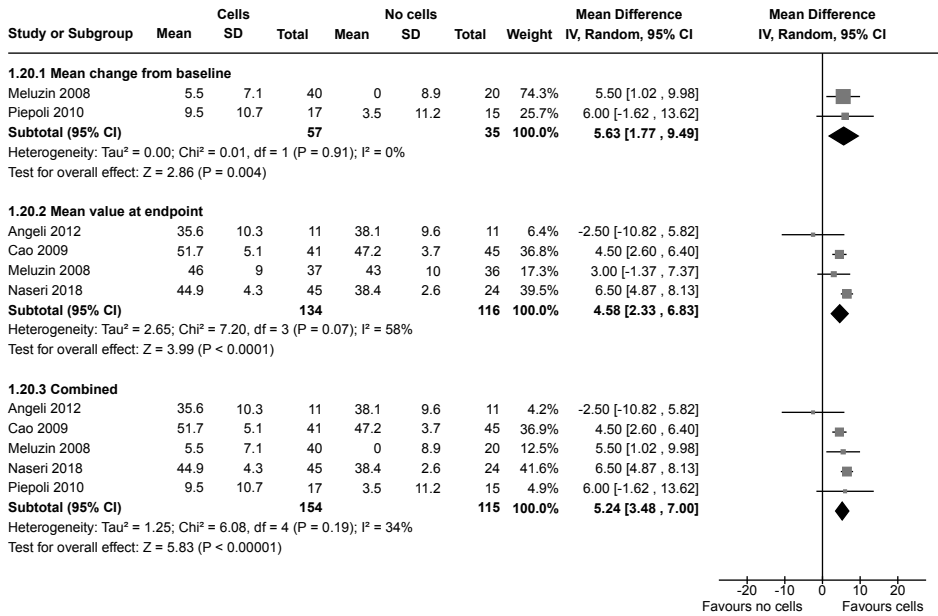 Cells No cells Mean Difference Mean Difference
Study or Subgroup Mean SD Total Mean SD Total Weight IV, Random, 95% CI IV, Random, 95% CI
1.20.1 Mean change from baseline
Meluzin 2008 5.5 7.1 40 0 8.9 20 74.3% 5.50 [1.02 , 9.98]
Piepoli 2010 9.5 10.7 17 3.5 11.2 15 25.7% 6.00 [-1.62 , 13.62]
Subtotal (95% CI) 57 35 100.0% 5.63 [1.77 , 9.49]
Heterogeneity: Tau² = 0.00; Chi² = 0.01, df = 1 (P = 0.91); I² = 0%
Test for overall effect: Z = 2.86 (P = 0.004)
1.20.2 Mean value at endpoint
Angeli 2012 35.6 10.3 11 38.1 9.6 11 6.4% -2.50 [-10.82 , 5.82]
Cao 2009 51.7 5.1 41 47.2 3.7 45 36.8% 4.50 [2.60 , 6.40]
Meluzin 2008 46 9 37 43 10 36 17.3% 3.00 [-1.37 , 7.37]
Naseri 2018 44.9 4.3 45 38.4 2.6 24 39.5% 6.50 [4.87 , 8.13]
Subtotal (95% CI) 134 116 100.0% 4.58 [2.33 , 6.83]
Heterogeneity: Tau² = 2.65; Chi² = 7.20, df = 3 (P = 0.07); I² = 58%
Test for overall effect: Z = 3.99 (P < 0.0001)
1.20.3 Combined
Angeli 2012 35.6 10.3 11 38.1 9.6 11 4.2% -2.50 [-10.82 , 5.82]
Cao 2009 51.7 5.1 41 47.2 3.7 45 36.9% 4.50 [2.60 , 6.40]
Meluzin 2008 5.5 7.1 40 0 8.9 20 12.5% 5.50 [1.02 , 9.98]
Naseri 2018 44.9 4.3 45 38.4 2.6 24 41.6% 6.50 [4.87 , 8.13]
Piepoli 2010 9.5 10.7 17 3.5 11.2 15 4.9% 6.00 [-1.62 , 13.62]
Subtotal (95% CI) 154 115 100.0% 5.24 [3.48 , 7.00]
Heterogeneity: Tau² = 1.25; Chi² = 6.08, df = 4 (P = 0.19); I² = 34%
Test for overall effect: Z = 5.83 (P < 0.00001)
-20 -10 0 10 20
Favours no cells Favours cells